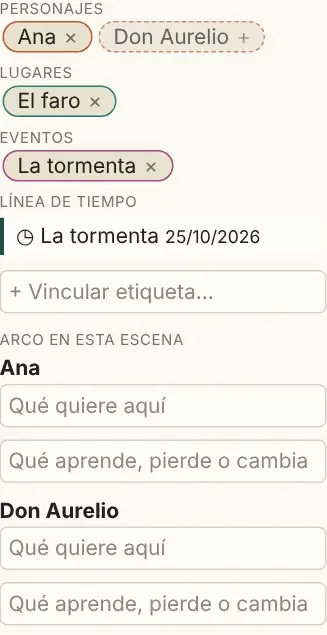 PERSONAJES
Ana × Don Aurelio +
LUGARES
El faro ×
EVENTOS
La tormenta ×
LÍNEA DE TIEMPO
La tormenta 25/10/2026
+ Vincular etiqueta...
ARCO EN ESTA ESCENA
Ana
Qué quiere aquí
Qué aprende, pierde o cambia
Don Aurelio
Qué quiere aquí
Qué aprende, pierde o cambia